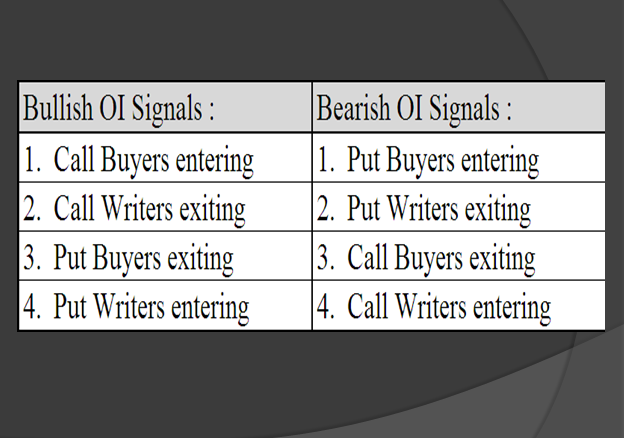 Bullish OI Signals :
Bearish OI Signals :
1. Call Buyers entering
1. Put Buyers entering
2. Call Writers exiting
2. Put Writers exiting
3. Put Buyers exiting
3. Call Buyers exiting
4. Put Writers entering
4. Call Writers entering